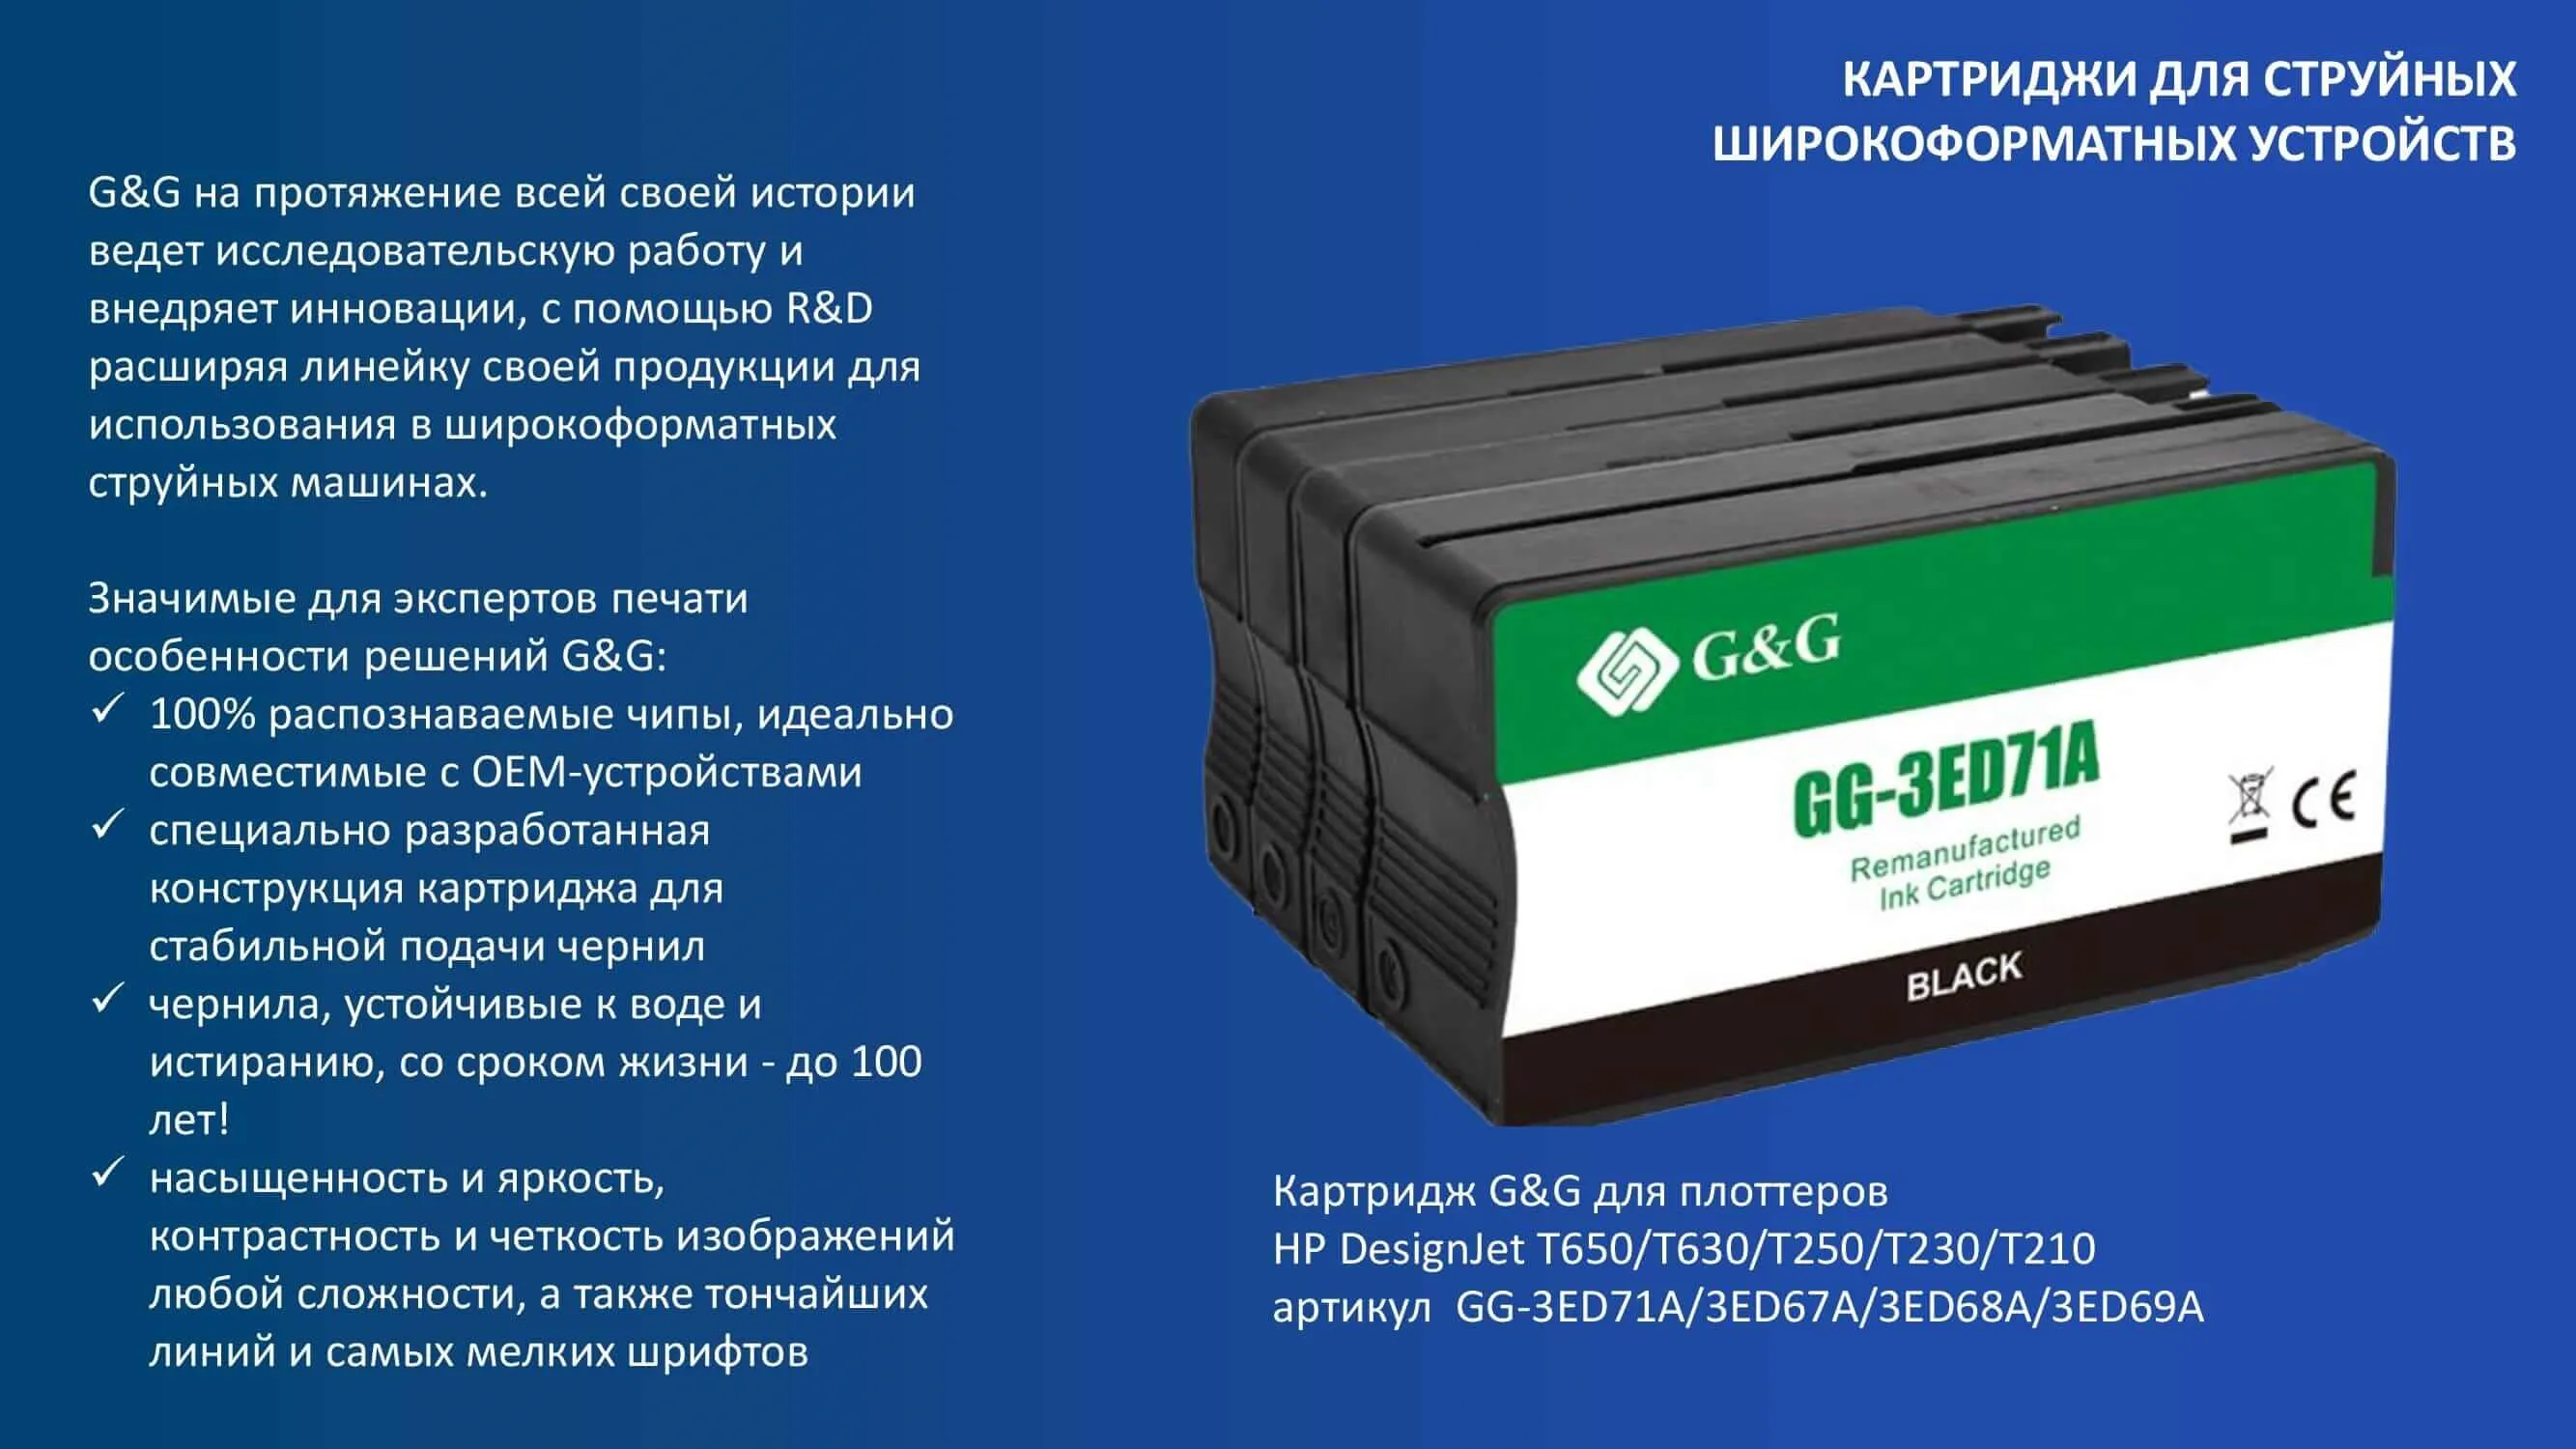 КАРТРИДЖИ ДЛЯ СТРУЙНЫХ
ШИРОКОФОРМАТНЫХ УСТРОЙСТВ
G&G на протяжение всей своей истории
ведет исследовательскую работу и
внедряет инновации, с помощью R&D
расширяя линейку своей продукции для
использования в широкоформатных
струйных машинах.
Значимые для экспертов печати
особенности решений G&G:
✓ 100% распознаваемые чипы, идеально
совместимые с OEM-устройствами
✓ специально разработанная
конструкция картриджа для
стабильной подачи чернил
✓ чернила, устойчивые к воде и
истиранию, со сроком жизни - до 100
лет!
✓ насыщенность и яркость,
контрастность и четкость изображений
любой сложности, а также тончайших
линий и самых мелких шрифтов
G&G
GG-3ED71A
Remanufactured
Ink Cartridge
CE
BLACK
Картридж G&G для плоттеров
HP DesignJet T650/T630/T250/T230/T210
артикул GG-3ED71A/3ED67A/3ED68A/3ED69A